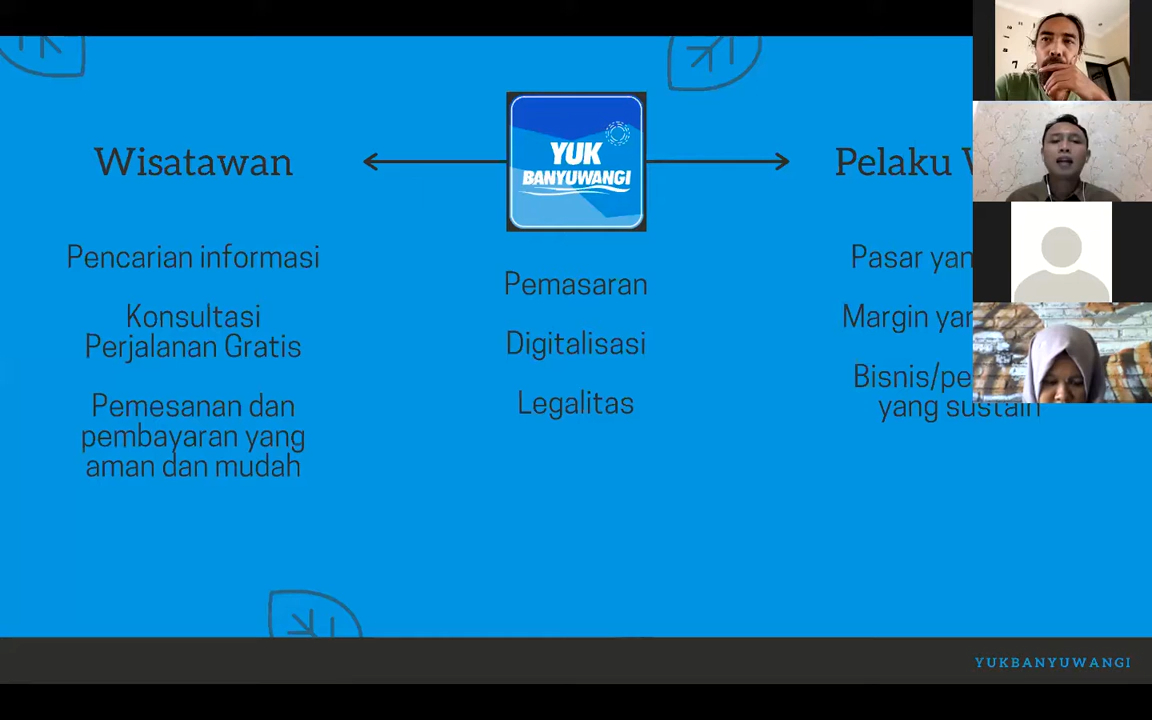 Wisatawan
Pencarian informasi
Konsultasi
Perjalanan Gratis
Pemesanan dan
pembayaran yang
aman dan mudah
YUK
BANYUWANGI
Pemasaran
Digitalisasi
Legalitas
Pelaku
Pasar
Margin
yang sustain
YUKBANYUWANGI